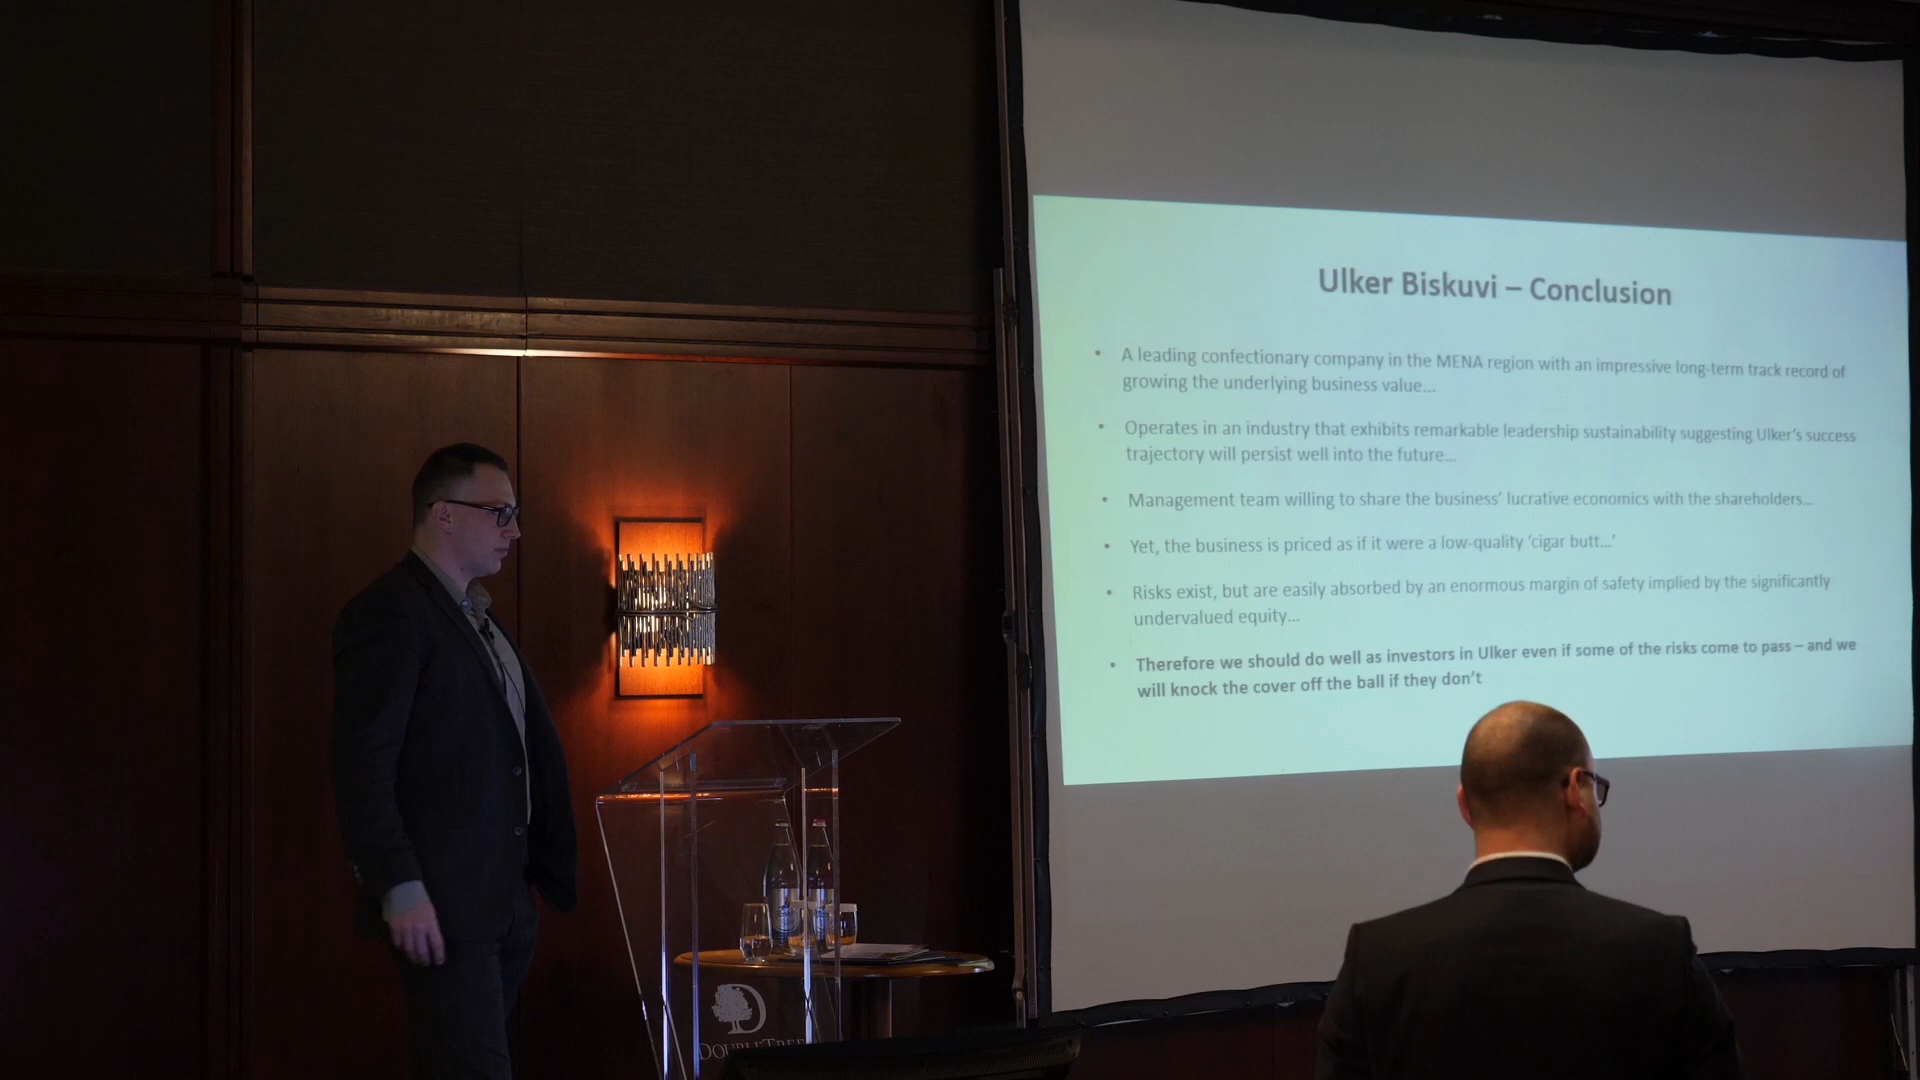 Ulker Biskuvi – Conclusion
• A leading confectionary company in the MENA region with an impressive long-term track record of
growing the underlying business value...
• Operates in an industry that exhibits remarkable leadership sustainability suggesting Ulker's success
trajectory will persist well into the future...
• Management team willing to share the business' lucrative economics with the shareholders...
• Yet, the business is priced as if it were a low-quality 'cigar butt...'
• Risks exist, but are easily absorbed by an enormous margin of safety implied by the significantly
undervalued equity...
• Therefore we should do well as investors in Ulker even if some of the risks come to pass – and we
will knock the cover off the ball if they don't
D
DOUBLETREE